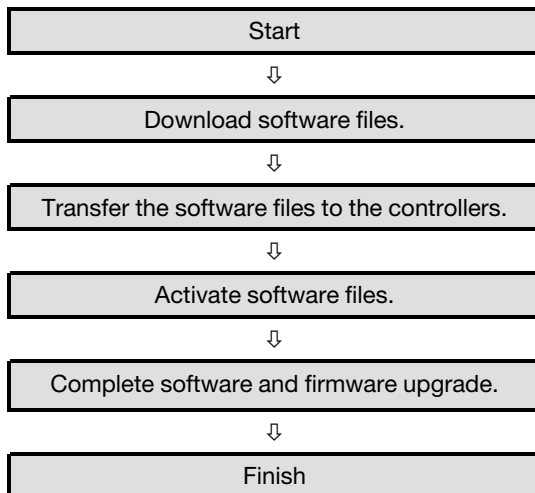 Start
⇩
Download software files.
⇩
Transfer the software files to the controllers.
⇩
Activate software files.
⇩
Complete software and firmware upgrade.
⇩
Finish